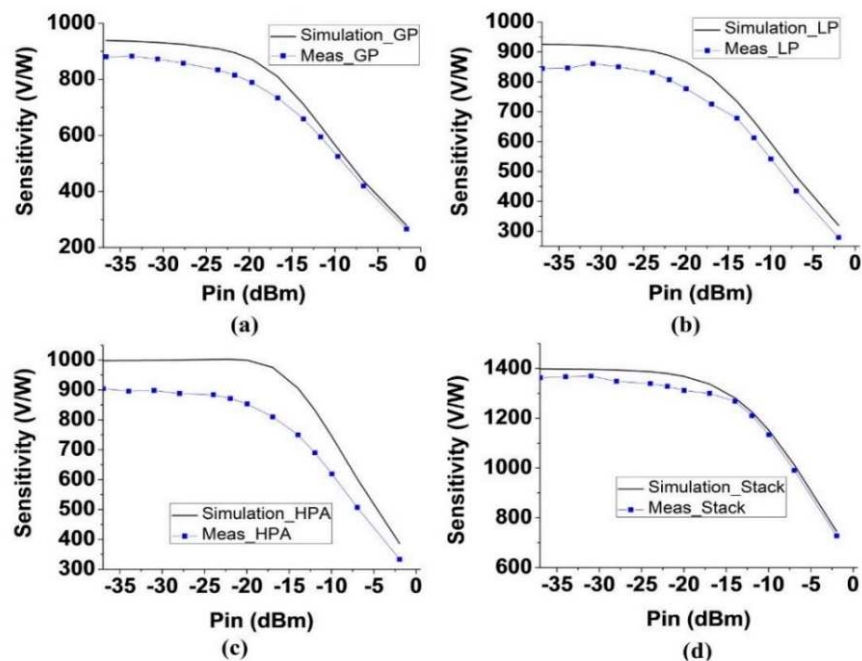 1000
800
600
400
200
Sensitivity (V/W)
Simulation_GP
Meas_GP
-35 -30 -25 -20 -15 -10 -5 0
Pin (dBm)
(a)
1000
900
800
700
600
500
400
300
Sensitivity (V/W)
Simulation_LP
Meas_LP
-35 -30 -25 -20 -15 -10 -5 0
Pin (dBm)
(b)
1000
900
800
700
600
500
400
300
Sensitivity (V/W)
Simulation_HPA
Meas_HPA
-35 -30 -25 -20 -15 -10 -5 0
Pin (dBm)
(c)
1400
1200
1000
800
600
Sensitivity (V/W)
Simulation_Stack
Meas_Stack
-35 -30 -25 -20 -15 -10 -5 0
Pin (dBm)
(d)